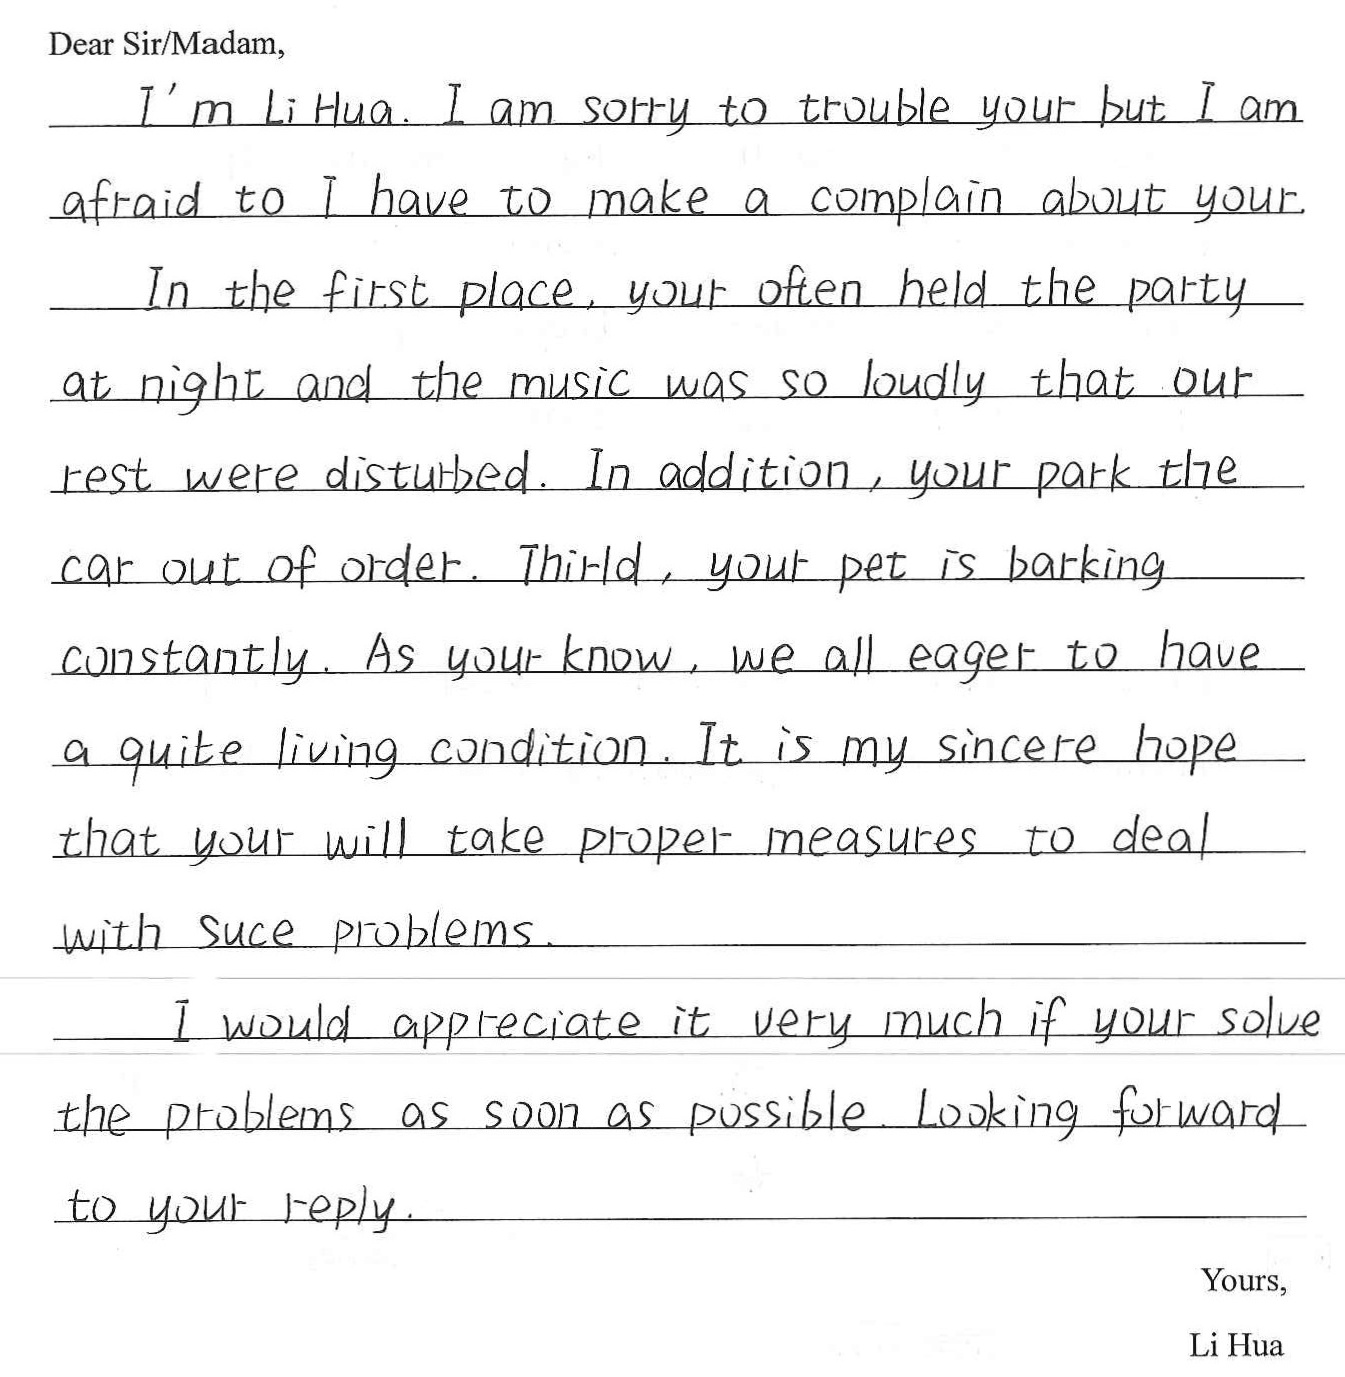 Dear Sir/Madam,
I'm Li Hua. I am sorry to trouble your but I am
afraid to I have to make a complain about your.
In the first place, your often held the party
at night and the music was so loudly that our
rest were disturbed. In addition, your park the
car out of order. Thirld, your pet is barking
constantly. As your know, we all eager to have
a quite living condition. It is my sincere hope
that your will take proper measures to deal
with suce problems.
I would appreciate it very much if your solve
the problems as soon as possible. Looking forward
to your reply.
Yours,
Li Hua